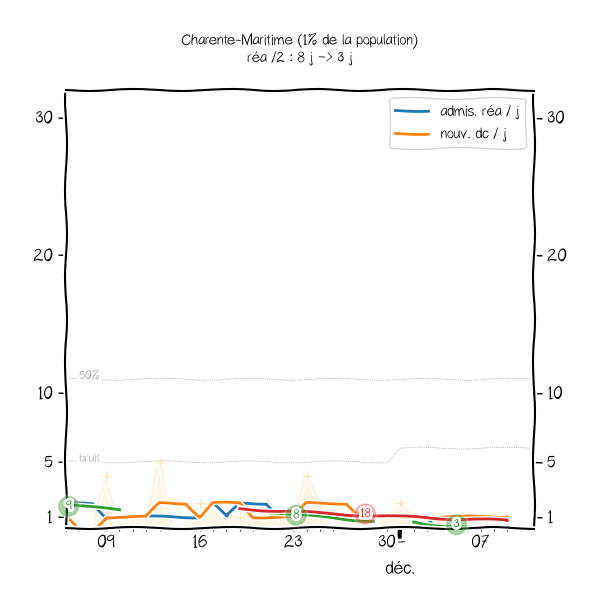 Charente-Maritime (1% de la population)
réa /2 : 8 j -> 3 j
admis. réa / j
nouv. dc / j
30 30
20 20
50%
10 10
bruit
5 5
9 8 18 3
1 1
09 16 23 30 07
déc.